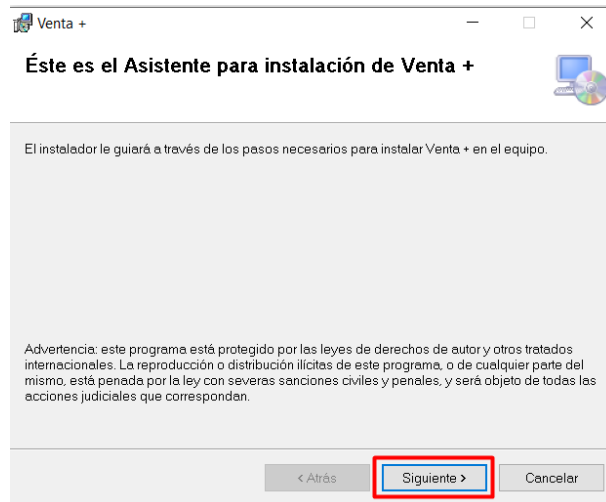 Venta +
Éste es el Asistente para instalación de Venta +
El instalador le guiará a través de los pasos necesarios para instalar Venta + en el equipo.
Advertencia: este programa está protegido por las leyes de derechos de autor y otros tratados
internacionales. La reproducción o distribución ilícitas de este programa, o de cualquier parte del
mismo, está penada por la ley con severas sanciones civiles y penales, y será objeto de todas las
acciones judiciales que correspondan.
< Atrás Siguiente > Cancelar